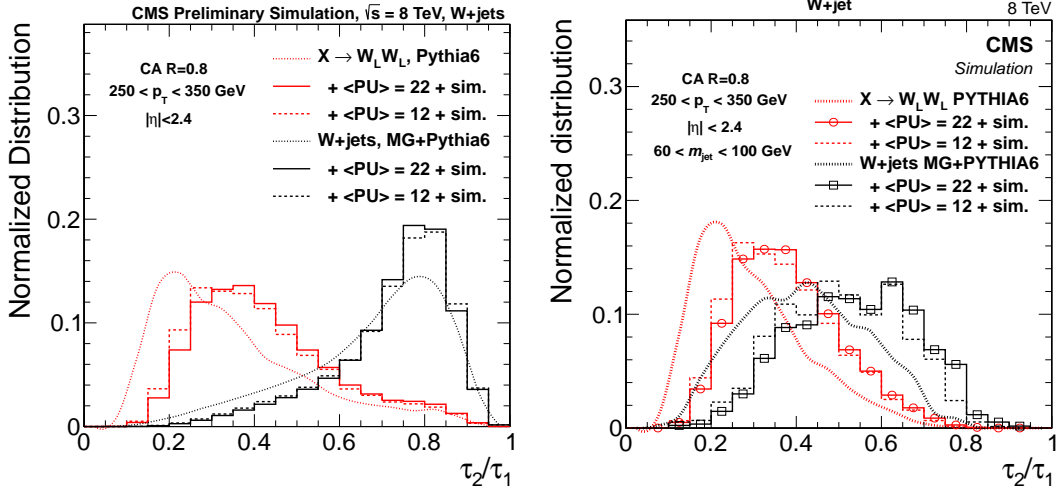 CMS Preliminary Simulation, √s = 8 TeV, W+jets
Normalized Distribution
CA R=0.8
250 < p_T < 350 GeV
|η|<2.4
X → W_L W_L, Pythia6
+ <PU> = 22 + sim.
+ <PU> = 12 + sim.
W+jets, MG+Pythia6
+ <PU> = 22 + sim.
+ <PU> = 12 + sim.
0.3
0.2
0.1
0
0 0.2 0.4 0.6 0.8 1
τ_2/τ_1
W+jet 8 TeV
Normalized distribution
CMS
Simulation
CA R=0.8
250 < p_T < 350 GeV
|η| < 2.4
60 < m_jet < 100 GeV
X → W_L W_L PYTHIA6
+ <PU> = 22 + sim.
+ <PU> = 12 + sim.
W+jets MG+PYTHIA6
+ <PU> = 22 + sim.
+ <PU> = 12 + sim.
0.3
0.2
0.1
0
0 0.2 0.4 0.6 0.8 1
τ_2/τ_1